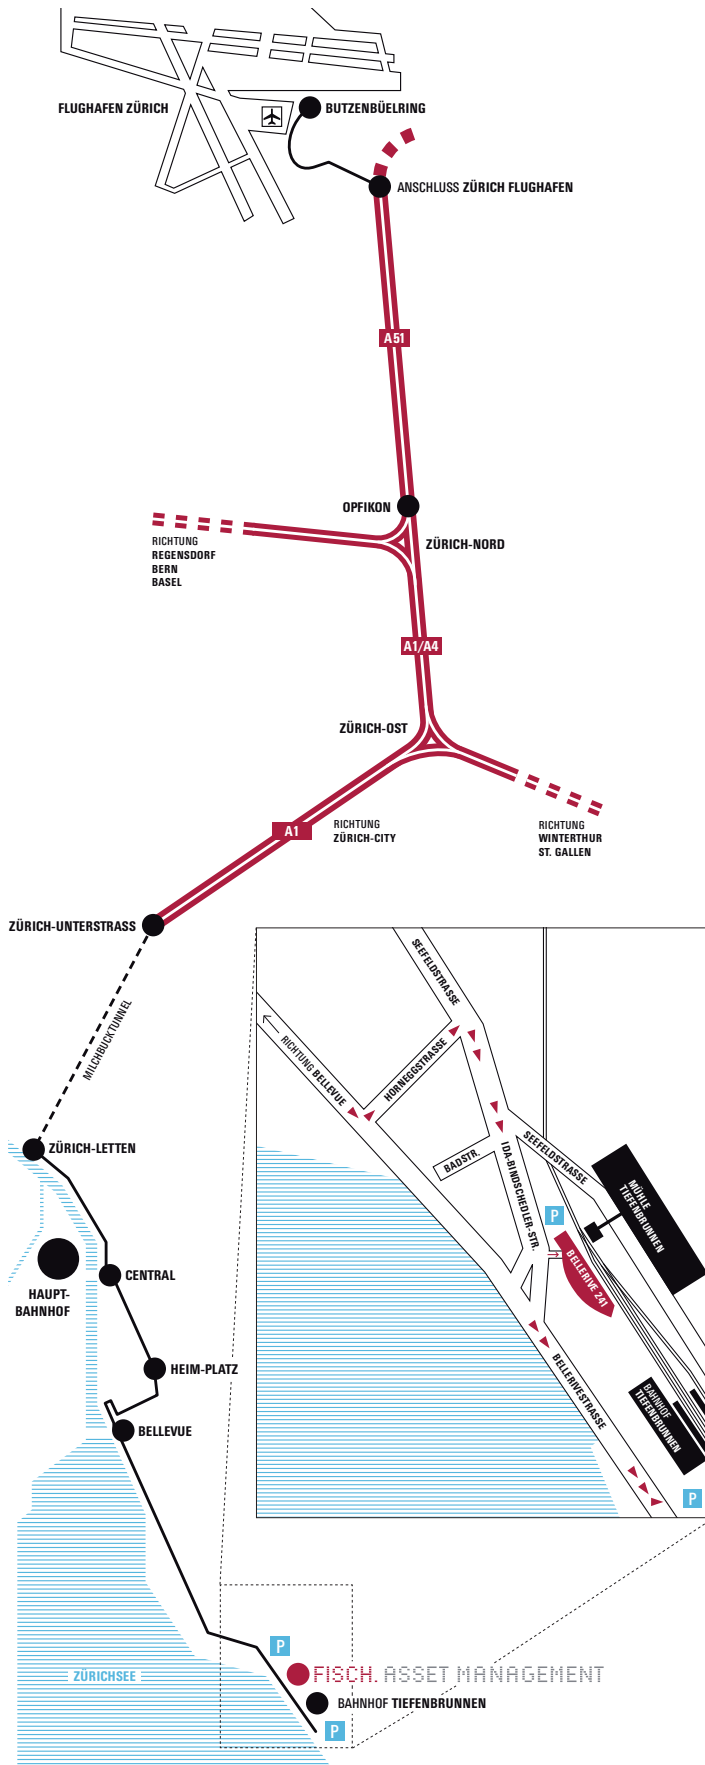 FLUGHAFEN ZÜRICH
BUTZENBÜELRING
ANSCHLUSS ZÜRICH FLUGHAFEN
A51
OPFIKON
ZÜRICH-NORD
RICHTUNG
REGENSDORF
BERN
BASEL
A1/A4
ZÜRICH-OST
A1
RICHTUNG
ZÜRICH-CITY
RICHTUNG
WINTERTHUR
ST. GALLEN
ZÜRICH-UNTERSTRASS
MILCHBUCKTUNNEL
ZÜRICH-LETTEN
HAUPT-
BAHNHOF
CENTRAL
HEIM-PLATZ
BELLEVUE
SEEFELDSTRASSE
RICHTUNG BELLEVUE
HORNEGGSTRASSE
BADSTR.
IDA-BINDSCHEDLER-STR.
SEEFELDSTRASSE
MÜHLE
TIEFENBRUNNEN
P
BELLERIVE 241
BELLERIVESTRASSE
BAHNHOF
TIEFENBRUNNEN
P
P
ZÜRICHSEE
FISCH. ASSET MANAGEMENT
BAHNHOF TIEFENBRUNNEN
P